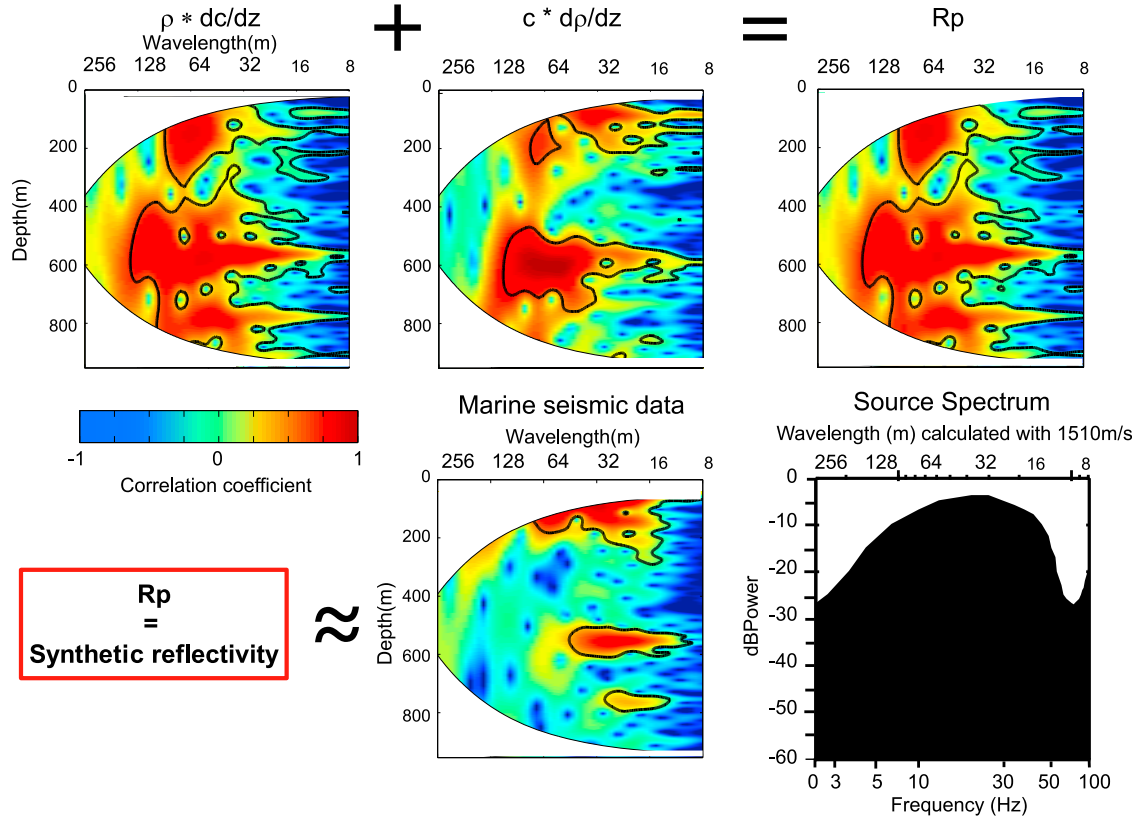 ρ * dc/dz
+
c * dρ/dz
=
Rp
Wavelength(m)
256 128 64 32 16 8
256 128 64 32 16 8
256 128 64 32 16 8
Depth(m)
0
200
400
600
800
0
200
400
600
800
0
200
400
600
800
-1 0 1
Correlation coefficient
Marine seismic data
Wavelength(m)
256 128 64 32 16 8
Depth(m)
0
200
400
600
800
Source Spectrum
Wavelength (m) calculated with 1510m/s
256 128 64 32 16 8
dBPower
0
-10
-20
-30
-40
-50
-60
0 3 5 10 30 50 100
Frequency (Hz)
Rp
=
Synthetic reflectivity
≈